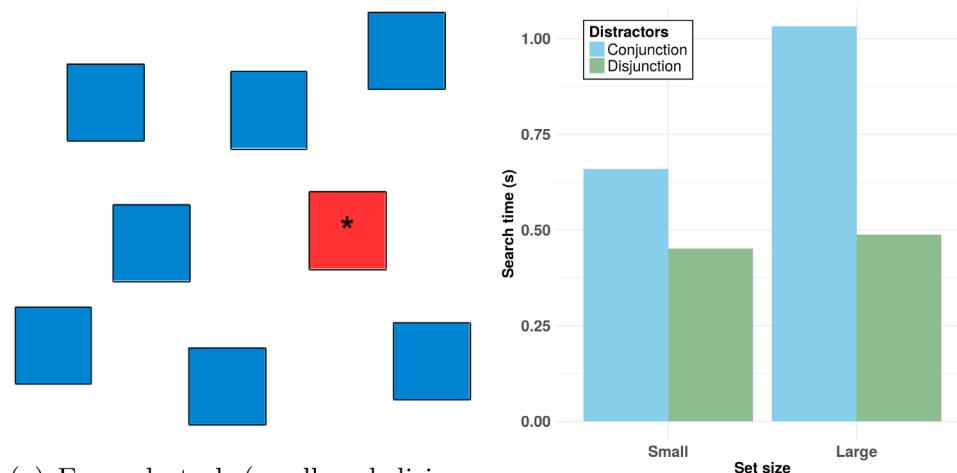 *
1.00
0.75
0.50
0.25
0.00
Search time (s)
Distractors
Conjunction
Disjunction
Small Large
Set size